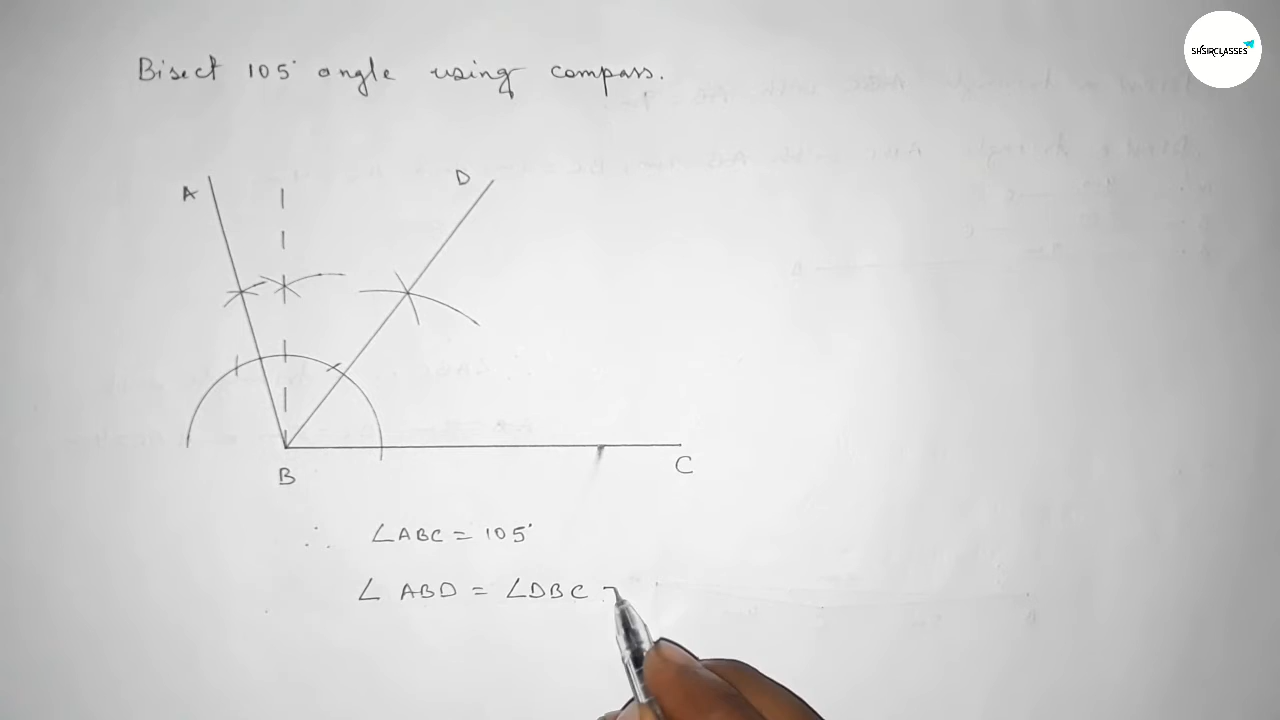 SHSIRCLASSES
Bisect 105° angle using compass.
A
D
B
C
∴ ∠ABC = 105°
∠ ABD = ∠DBC =